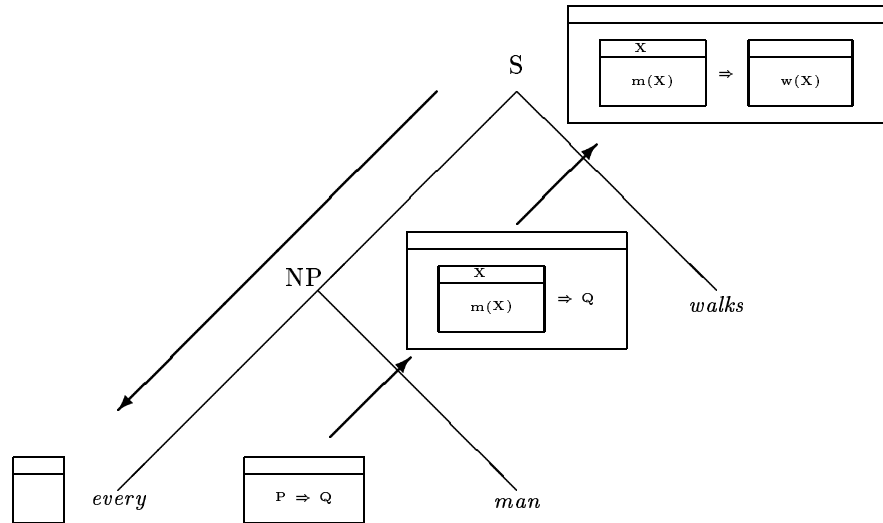 X
S
m(X) ⇒ w(X)
NP
X
m(X) ⇒ Q
walks
every
P ⇒ Q
man